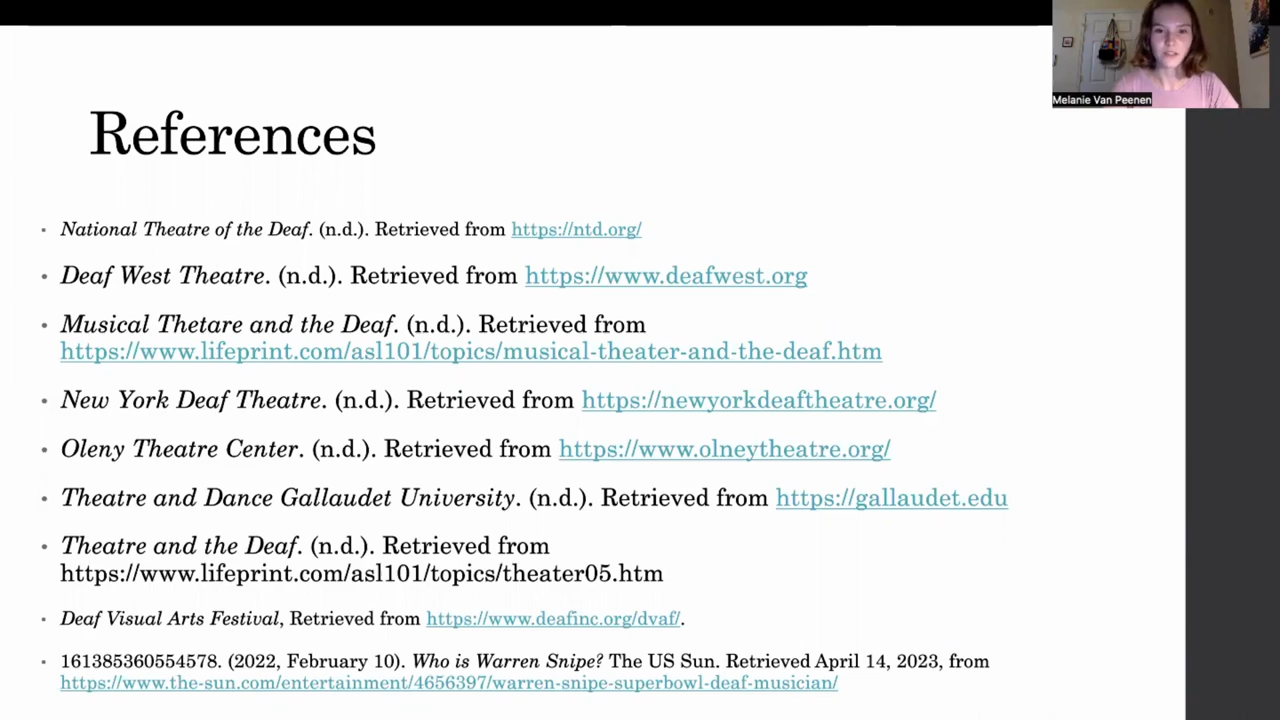 Melanie Van Peenen
References
National Theatre of the Deaf. (n.d.). Retrieved from https://ntd.org/
Deaf West Theatre. (n.d.). Retrieved from https://www.deafwest.org
Musical Thetare and the Deaf. (n.d.). Retrieved from
https://www.lifeprint.com/asl101/topics/musical-theater-and-the-deaf.htm
New York Deaf Theatre. (n.d.). Retrieved from https://newyorkdeaftheatre.org/
Oleny Theatre Center. (n.d.). Retrieved from https://www.olneytheatre.org/
Theatre and Dance Gallaudet University. (n.d.). Retrieved from https://gallaudet.edu
Theatre and the Deaf. (n.d.). Retrieved from
https://www.lifeprint.com/asl101/topics/theater05.htm
Deaf Visual Arts Festival, Retrieved from https://www.deafinc.org/dvaf/.
161385360554578. (2022, February 10). Who is Warren Snipe? The US Sun. Retrieved April 14, 2023, from
https://www.the-sun.com/entertainment/4656397/warren-snipe-superbowl-deaf-musician/